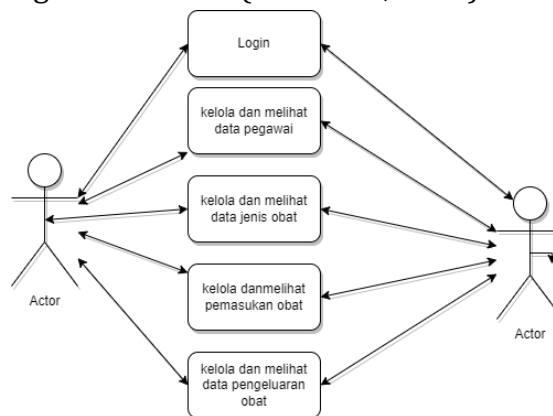 Login
kelola dan melihat
data pegawai
kelola dan melihat
data jenis obat
kelola danmelihat
pemasukan obat
kelola dan melihat
data pengeluaran
obat
Actor
Actor